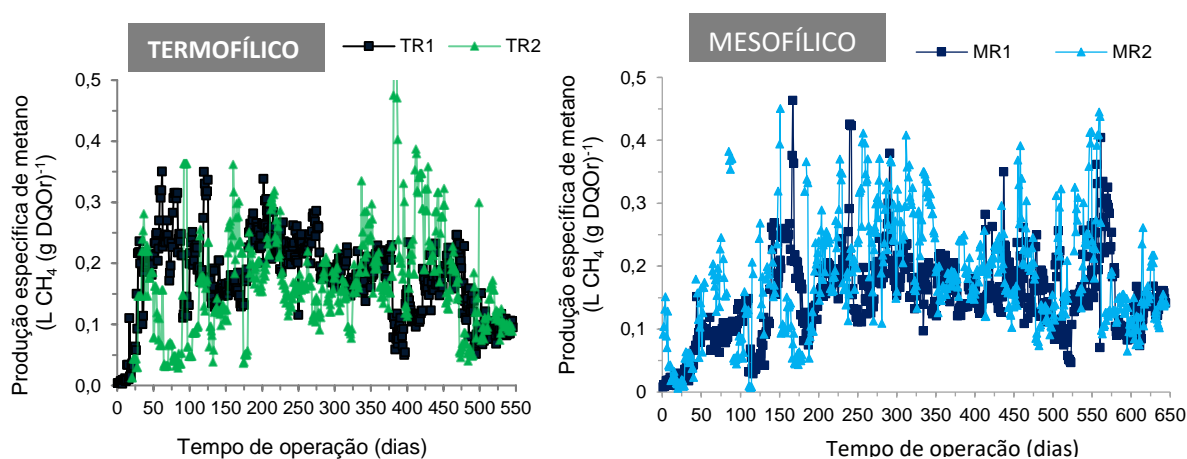 TERMOFÍLICO
TR1 TR2
Produção específica de metano
(L CH₄ (g DQOr)⁻¹)
0,5
0,4
0,3
0,2
0,1
0,0
0 50 100 150 200 250 300 350 400 450 500 550
Tempo de operação (dias)
MESOFÍLICO
MR1 MR2
Produção específica de metano
(L CH₄ (g DQOr)⁻¹)
0,5
0,4
0,3
0,2
0,1
0
0 50 100 150 200 250 300 350 400 450 500 550 600 650
Tempo de operação (dias)